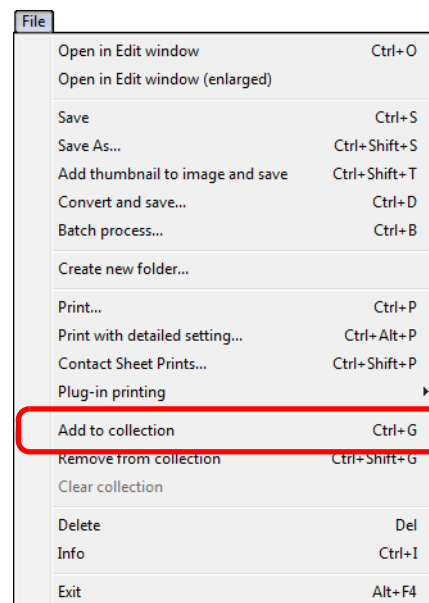 File
Open in Edit window Ctrl+O
Open in Edit window (enlarged)
Save Ctrl+S
Save As... Ctrl+Shift+S
Add thumbnail to image and save Ctrl+Shift+T
Convert and save... Ctrl+D
Batch process... Ctrl+B
Create new folder...
Print... Ctrl+P
Print with detailed setting... Ctrl+Alt+P
Contact Sheet Prints... Ctrl+Shift+P
Plug-in printing
Add to collection Ctrl+G
Remove from collection Ctrl+Shift+G
Clear collection
Delete Del
Info Ctrl+I
Exit Alt+F4